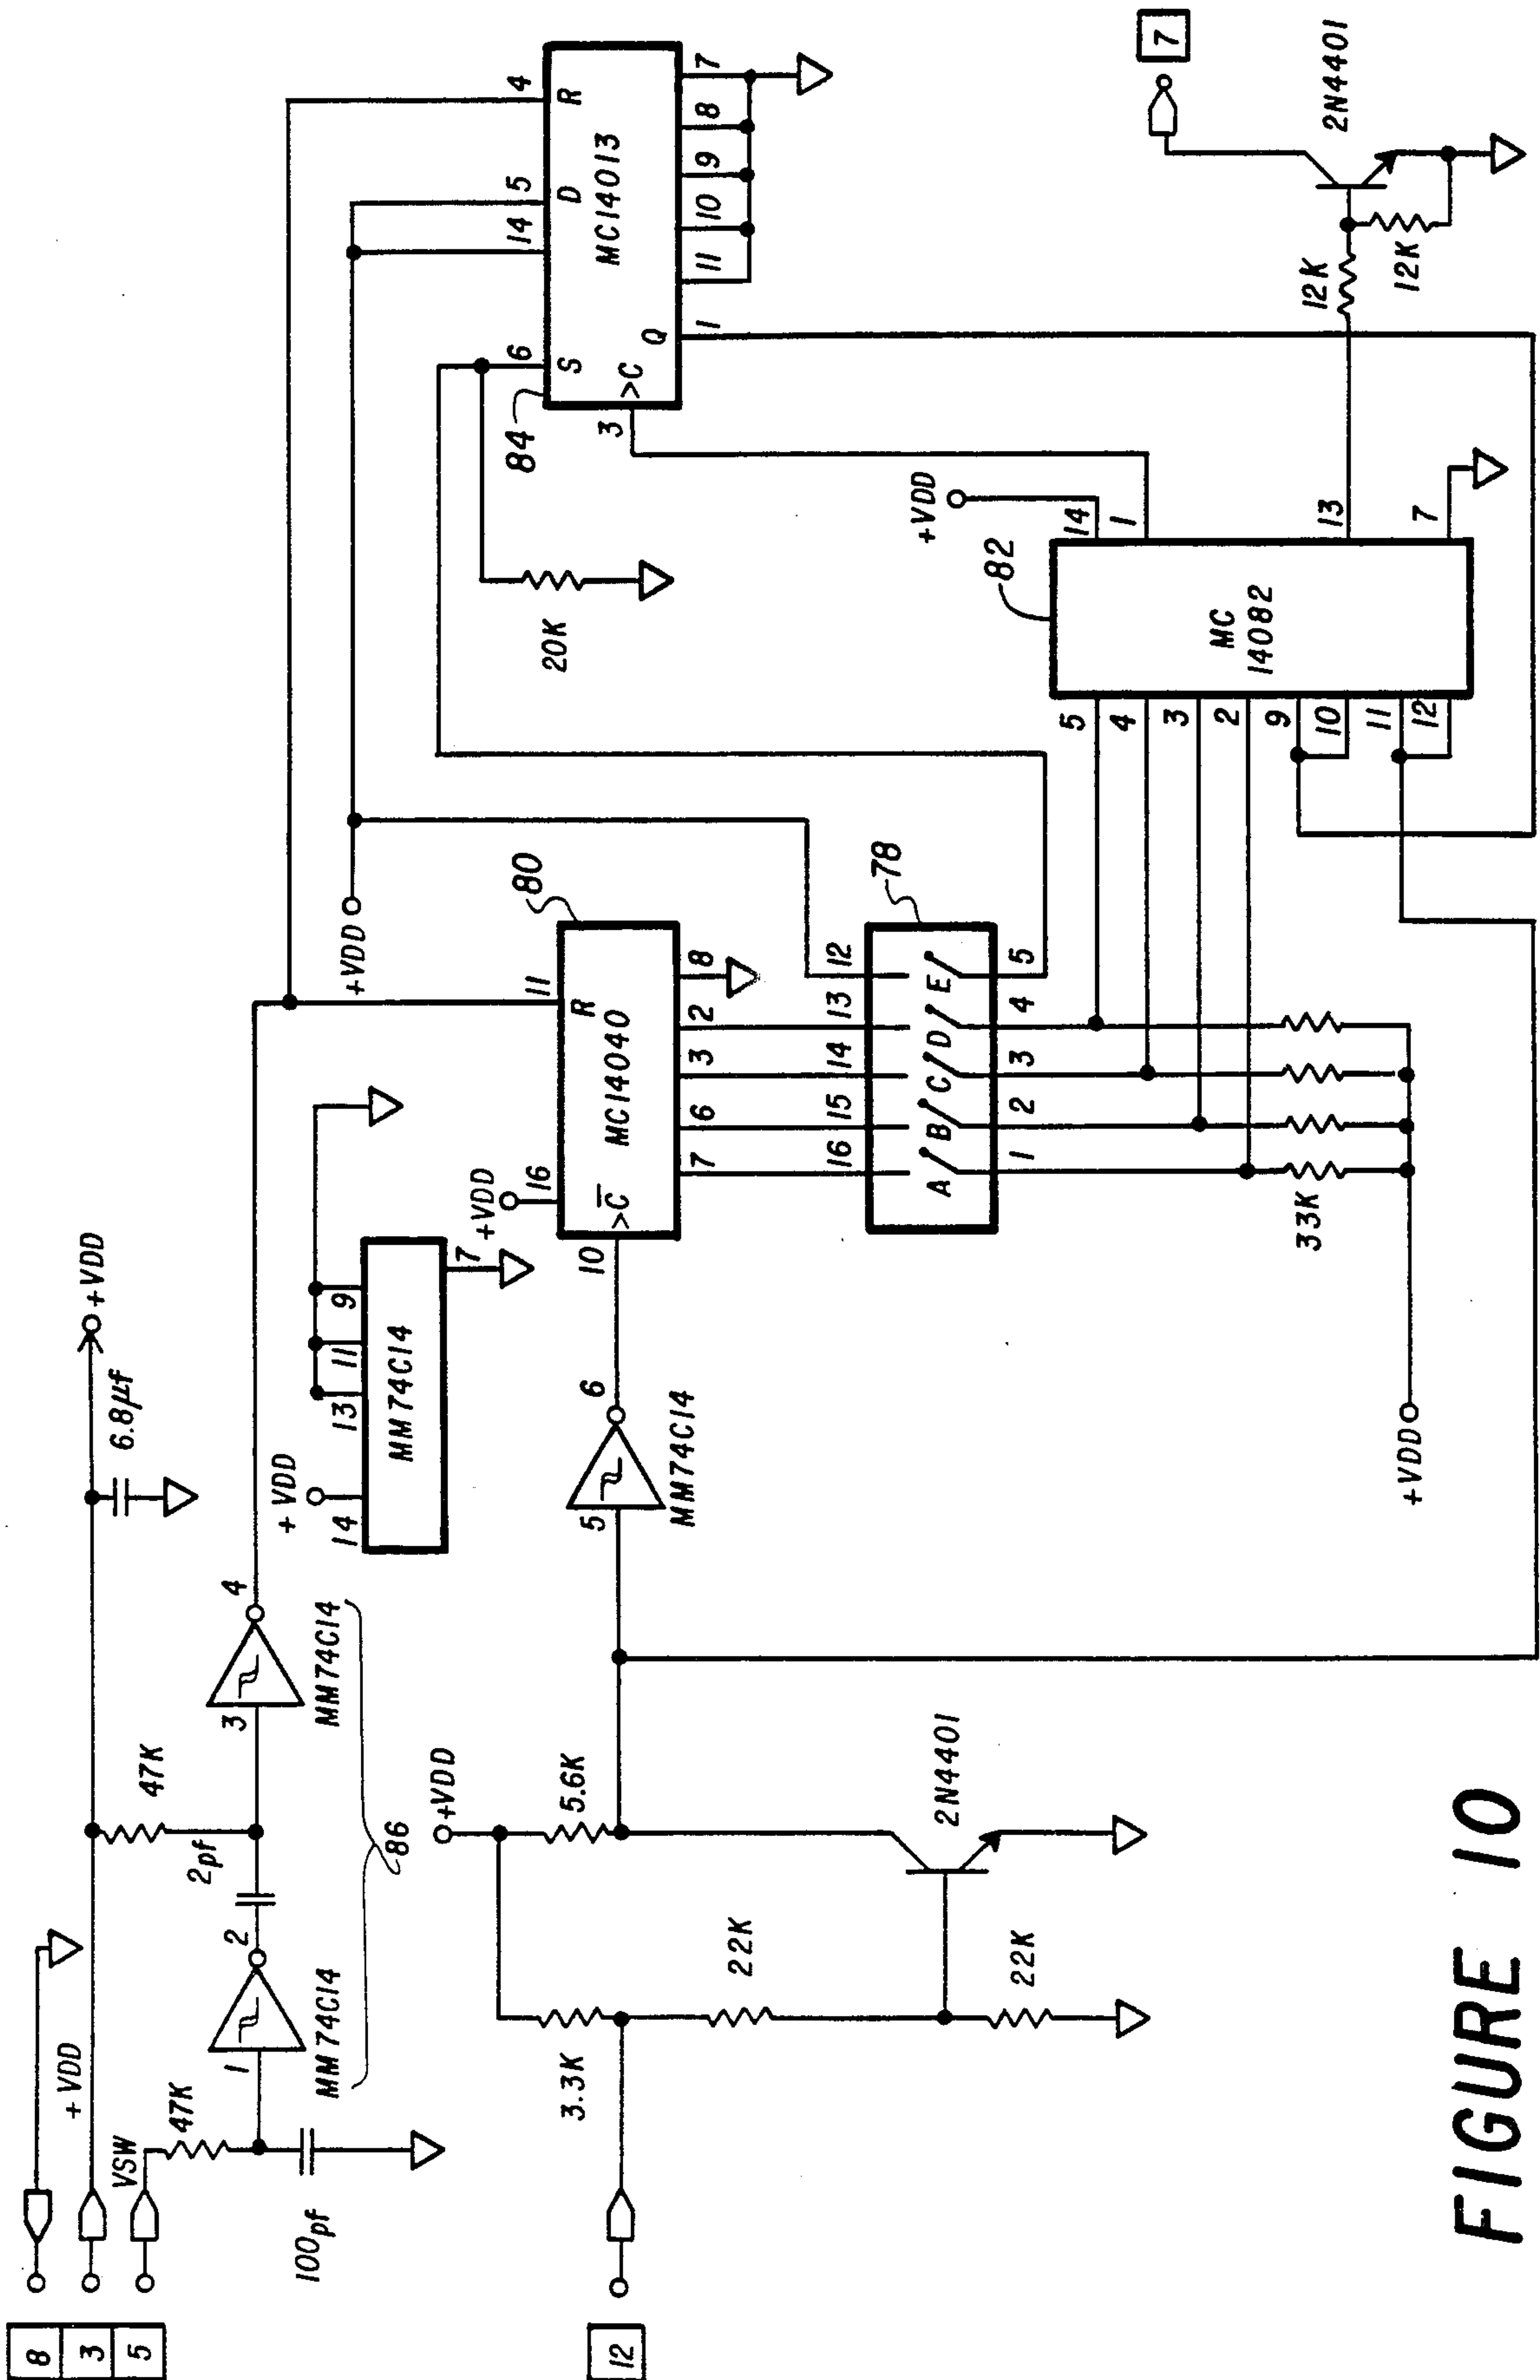 8
3
5
+VDD
VSW
47K
100pf
1
MM74C14
2
2pf
47K
3
MM74C14
4
86
6.8µf
+VDD
+VDD
14
13
11
9
MM74C14
7
12
3.3K
22K
22K
+VDD
5.6K
2N4401
5
6
MM74C14
+VDD
16
10
>C̅
R
11
MC14040
80
7
6
3
2
8
16
15
14
13
12
A
B
C
D
E
78
1
2
3
4
5
33K
+VDD
+VDD
20K
84
6
14
5
4
S
D
R
MC14013
3
>C
Q
1
11
10
9
8
7
82
+VDD
5
4
3
2
9
10
11
12
MC
14082
14
1
13
7
12K
12K
2N4401
7
FIGURE 10